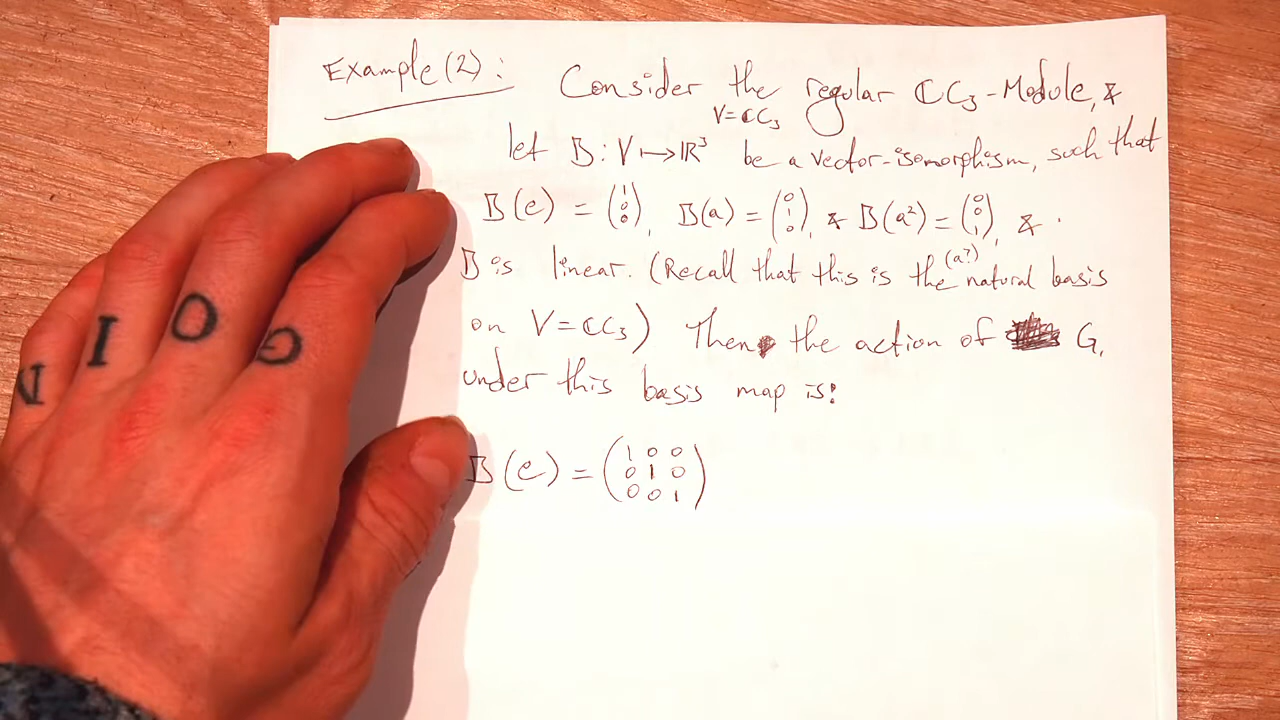 Example (2): Consider the regular ℂC₃-Module, &
V=ℂC₃
let B: V ↦ ℝ³ be a vector-isomorphism, such that
B(e) = (1 0 0), B(a) = (0 1 0), & B(a²) = (0 0 1), &
B is linear. (Recall that this is the (a?) natural basis
on V=ℂC₃) Then the action of G,
under this basis map is:
B(e) = (1 0 0
0 1 0
0 0 1)
N I O G